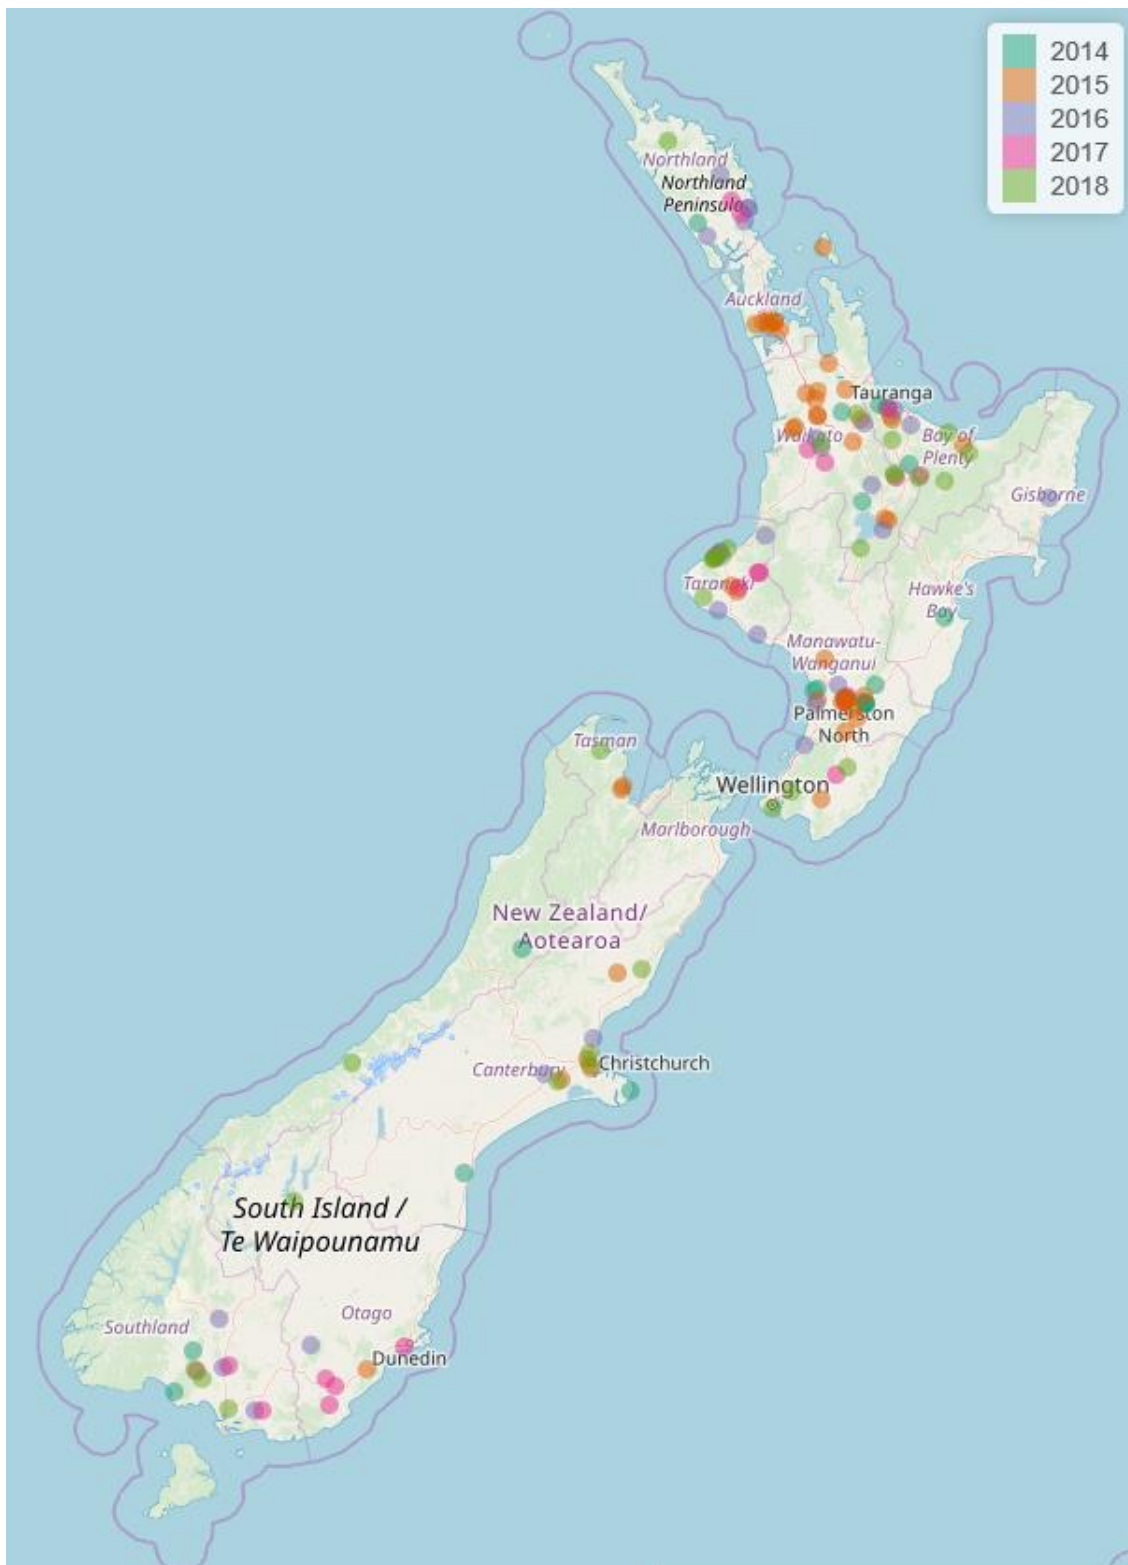 2014
2015
2016
2017
2018
Northland
Northland
Peninsula
Auckland
Tauranga
Waikato
Bay of
Plenty
Gisborne
Taranaki
Hawke's
Bay
Manawatu-
Wanganui
Palmerston
North
Tasman
Wellington
Marlborough
New Zealand/
Aotearoa
Canterbury
Christchurch
South Island /
Te Waipounamu
Otago
Southland
Dunedin